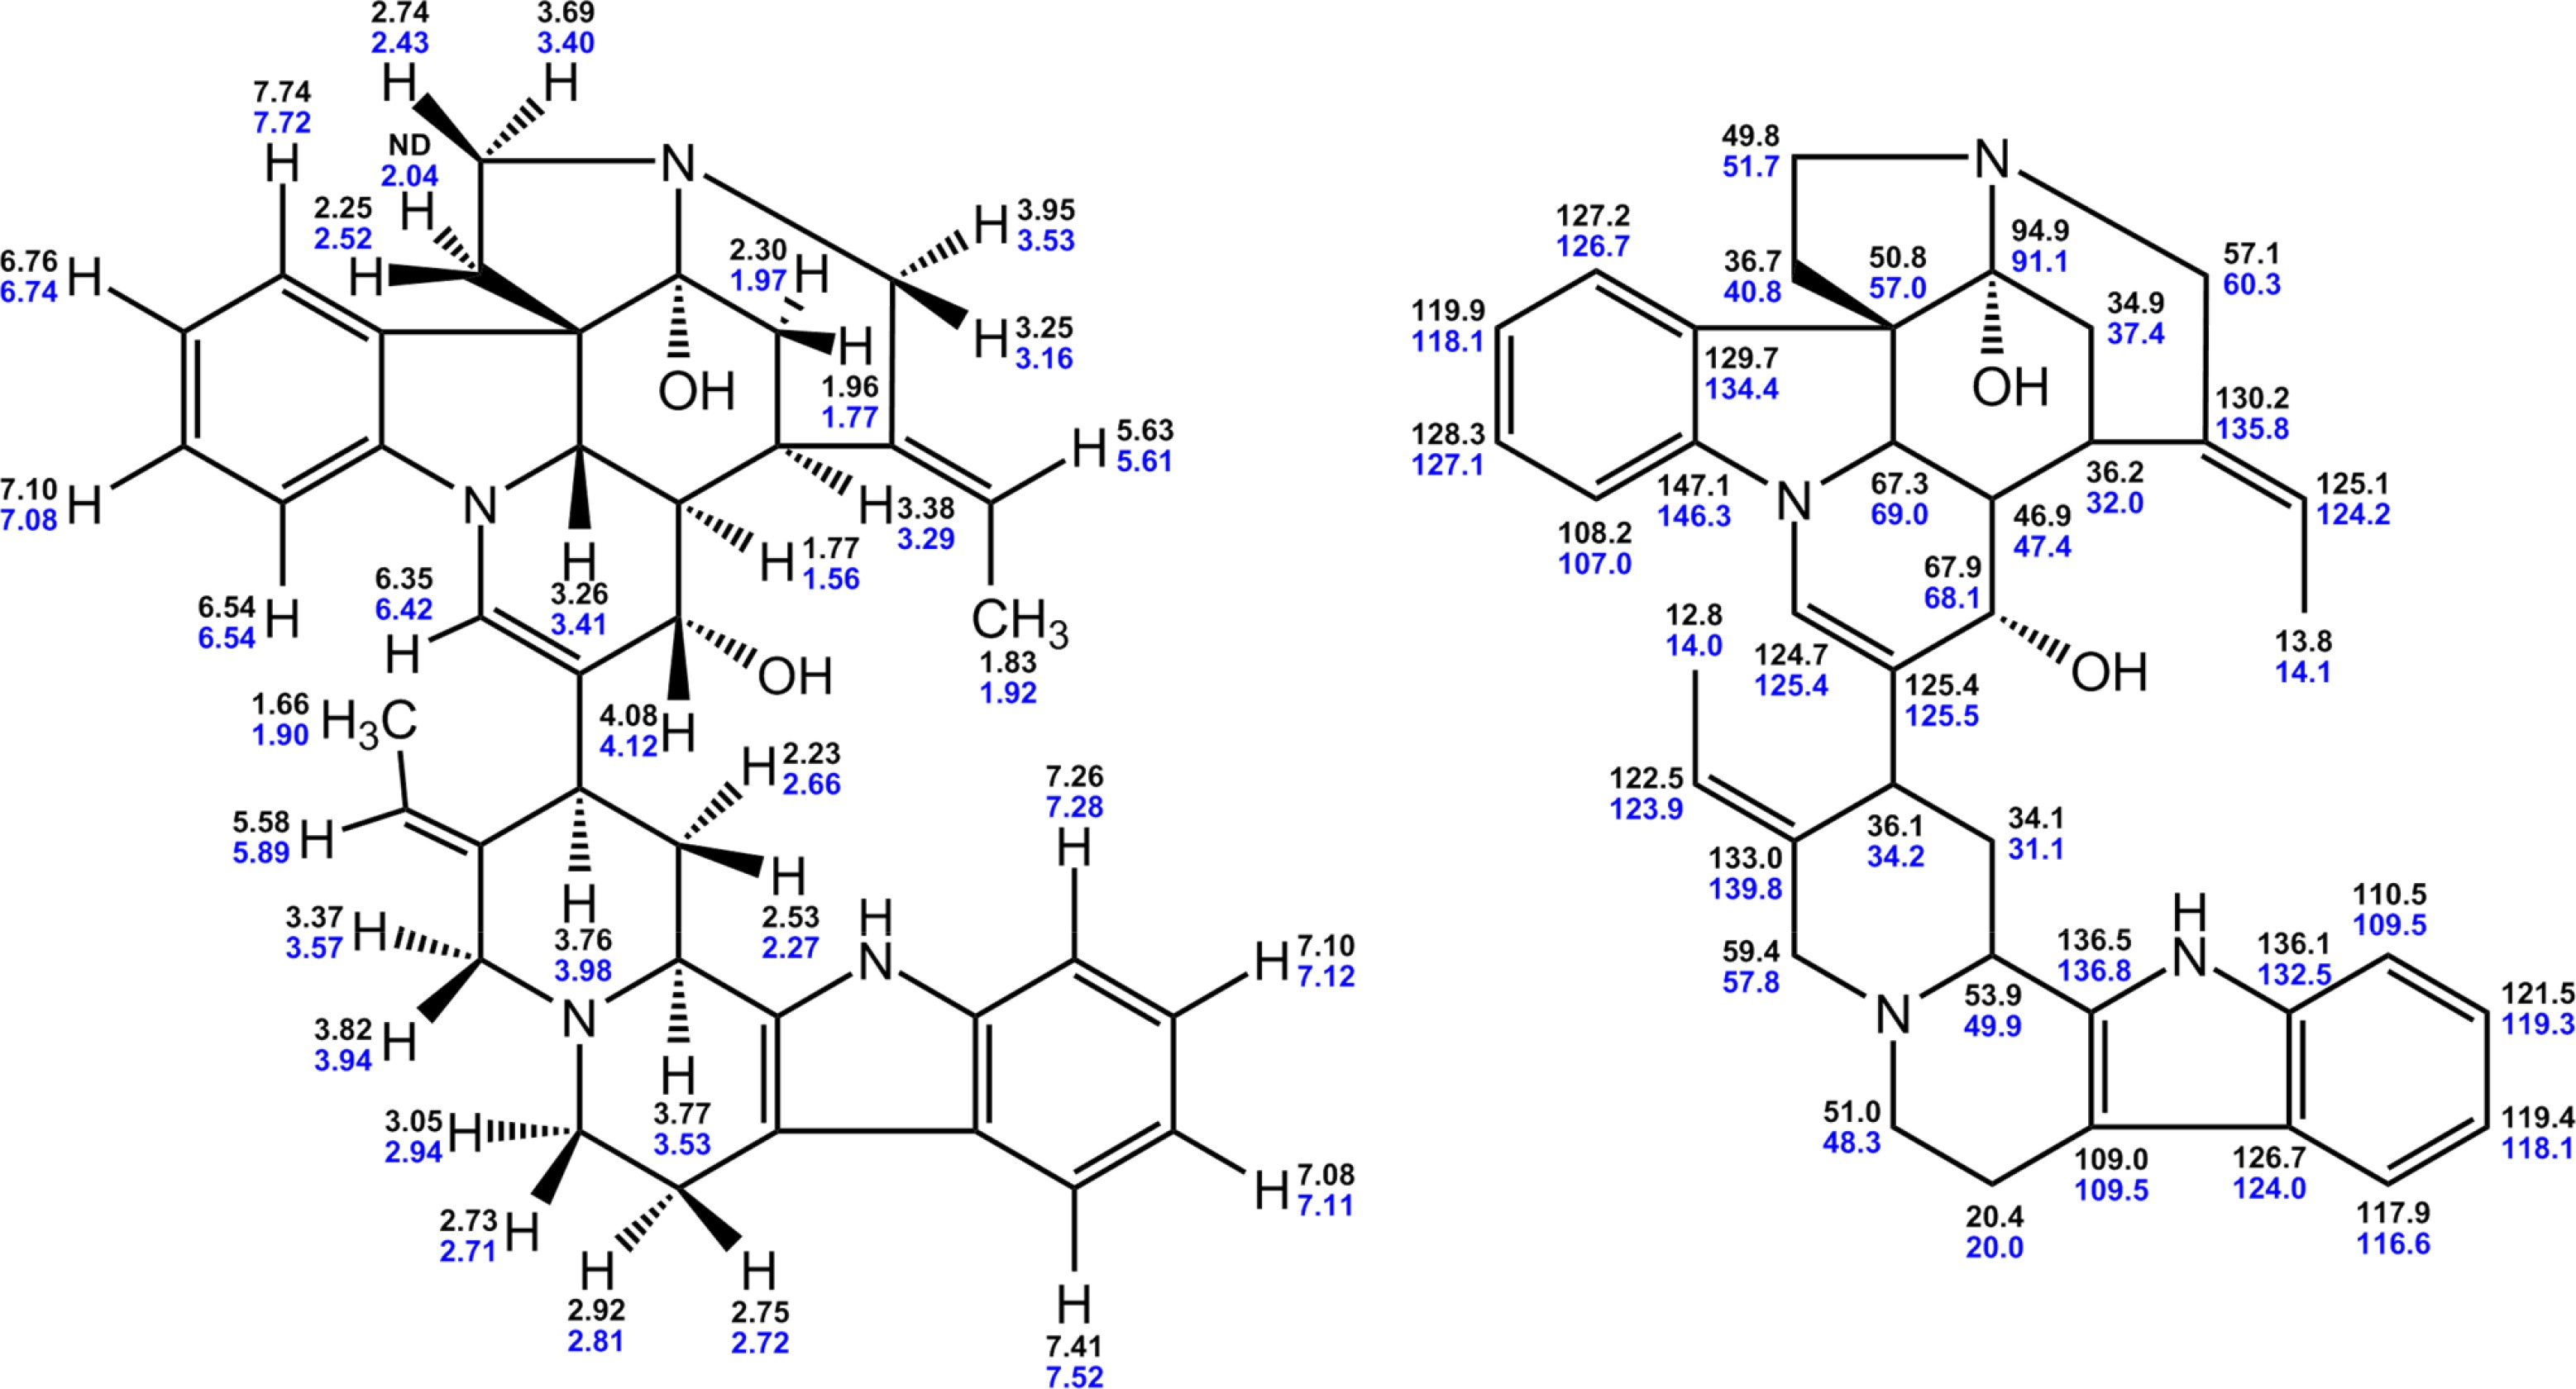 2.74
2.43
H
3.69
3.40
H
7.74
7.72
H
ND
2.04
H
2.25
2.52
H
N
6.76
6.74
H
2.30
1.97
H
H
1.96
1.77
H
3.95
3.53
H
3.25
3.16
OH
H
5.63
5.61
7.10
7.08
H
N
H
3.38
3.29
H
3.26
3.41
H
1.77
1.56
6.54
6.54
H
6.35
6.42
H
CH3
1.83
1.92
OH
1.66
1.90
H3C
4.08
4.12
H
H
2.23
2.66
5.58
5.89
H
7.26
7.28
H
H
2.53
2.27
3.37
3.57
H
H
3.76
3.98
H
N
H
7.10
7.12
3.82
3.94
H
N
H
3.77
3.53
3.05
2.94
H
2.73
2.71
H
H
7.08
7.11
H
2.92
2.81
H
2.75
2.72
H
7.41
7.52
49.8
51.7
N
127.2
126.7
36.7
40.8
50.8
57.0
94.9
91.1
57.1
60.3
119.9
118.1
34.9
37.4
129.7
134.4
OH
130.2
135.8
128.3
127.1
147.1
146.3
N
67.3
69.0
36.2
32.0
125.1
124.2
108.2
107.0
46.9
47.4
67.9
68.1
12.8
14.0
124.7
125.4
125.4
125.5
OH
13.8
14.1
122.5
123.9
36.1
34.2
34.1
31.1
133.0
139.8
110.5
109.5
59.4
57.8
136.5
136.8
H
N
136.1
132.5
N
53.9
49.9
121.5
119.3
51.0
48.3
119.4
118.1
109.0
109.5
126.7
124.0
20.4
20.0
117.9
116.6